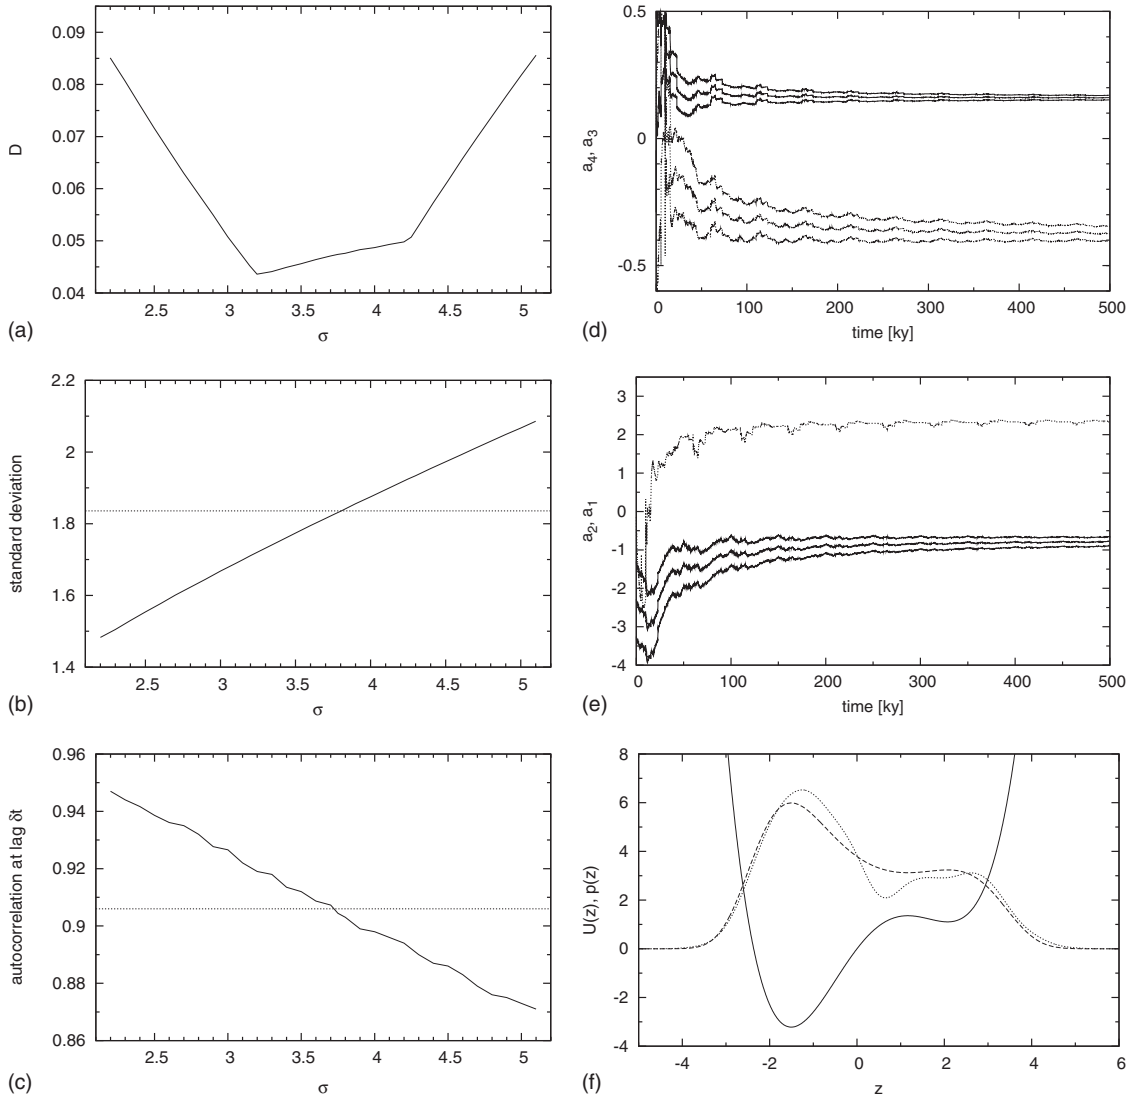 0.09
0.08
0.07
0.06
0.05
0.04
D
2.5 3 3.5 4 4.5 5
σ
(a)
2.2
2
1.8
1.6
1.4
standard deviation
2.5 3 3.5 4 4.5 5
σ
(b)
0.96
0.94
0.92
0.9
0.88
0.86
autocorrelation at lag δt
2.5 3 3.5 4 4.5 5
σ
(c)
0.5
0
-0.5
a4, a3
0 50 100 200 300 400 500
time [ky]
(d)
3
2
1
0
-1
-2
-3
-4
a2, a1
0 100 200 300 400 500
time [ky]
(e)
8
6
4
2
0
-2
-4
U(z), p(z)
-4 -2 0 2 4 6
z
(f)